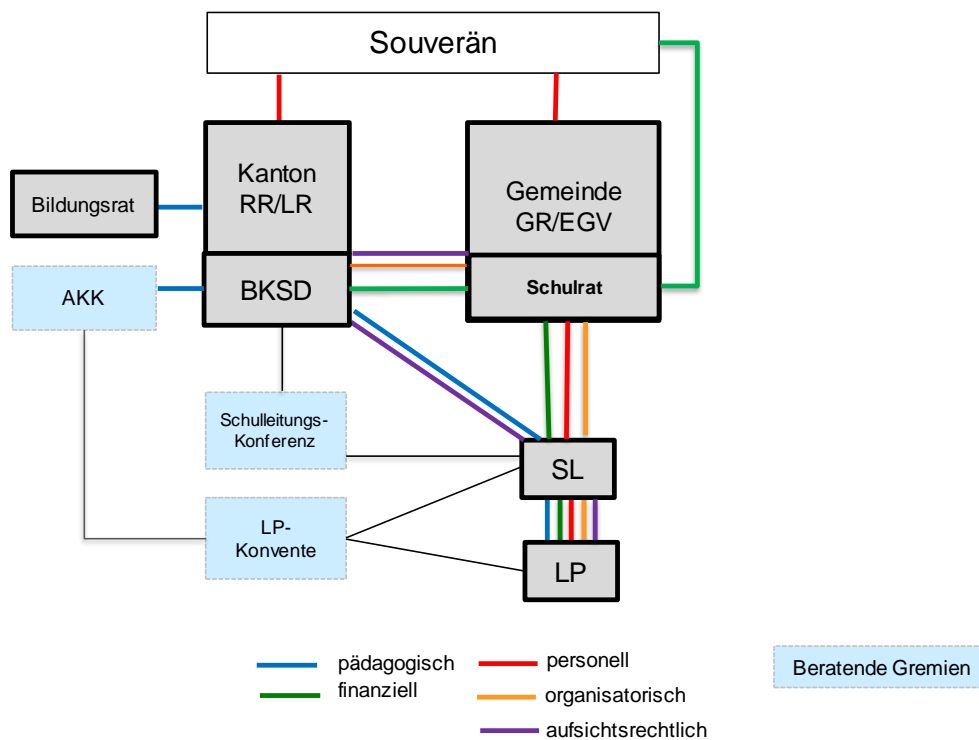 Souverän
Kanton
RR/LR
Gemeinde
GR/EGV
Bildungsrat
AKK
BKSD
Schulrat
Schulleitungs-
Konferenz
SL
LP-
Konvente
LP
pädagogisch
personell
finanziell
organisatorisch
aufsichtsrechtlich
Beratende Gremien